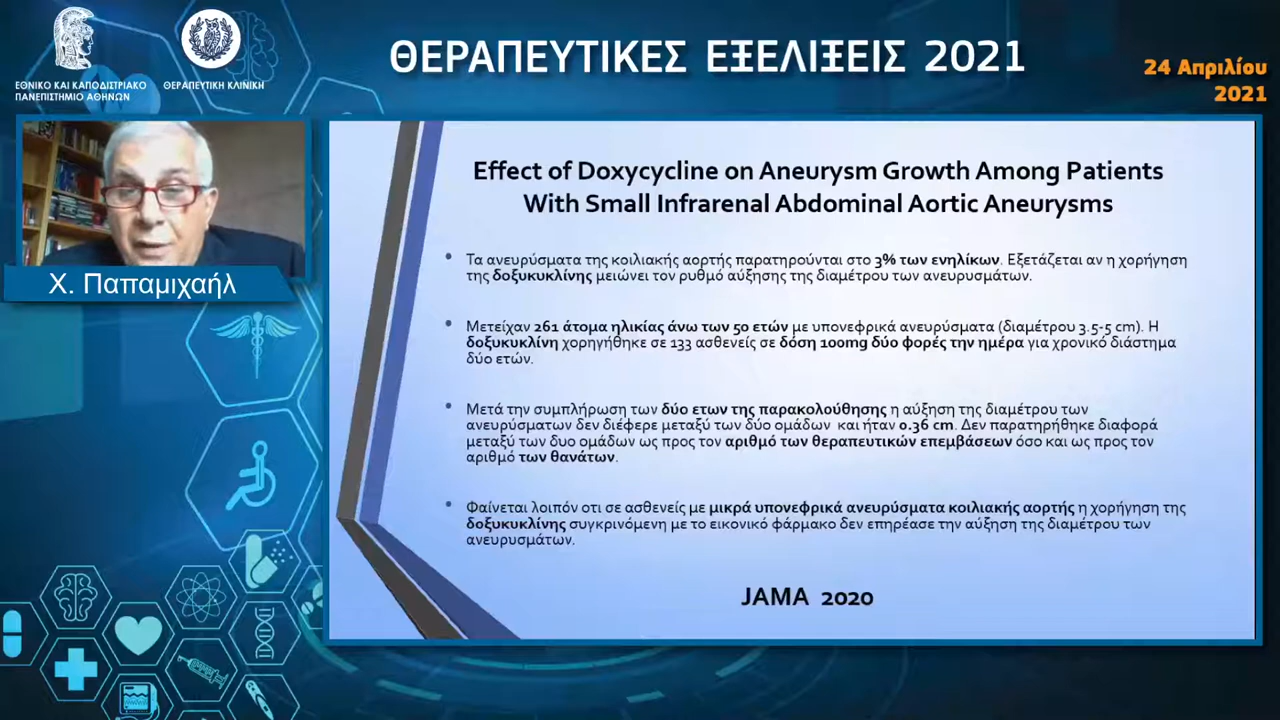 ΘΕΡΑΠΕΥΤΙΚΕΣ ΕΞΕΛΙΞΕΙΣ 2021
24 Απριλίου
2021
ΕΘΝΙΚΟ ΚΑΙ ΚΑΠΟΔΙΣΤΡΙΑΚΟ
ΠΑΝΕΠΙΣΤΗΜΙΟ ΑΘΗΝΩΝ
ΘΕΡΑΠΕΥΤΙΚΗ ΚΛΙΝΙΚΗ
Χ. Παπαμιχαήλ
Effect of Doxycycline on Aneurysm Growth Among Patients
With Small Infrarenal Abdominal Aortic Aneurysms
• Τα ανευρύσματα της κοιλιακής αορτής παρατηρούνται στο 3% των ενηλίκων. Εξετάζεται αν η χορήγηση
της δοξυκυκλίνης μειώνει τον ρυθμό αύξησης της διαμέτρου των ανευρυσμάτων.
• Μετείχαν 261 άτομα ηλικίας άνω των 50 ετών με υπονεφρικά ανευρύσματα (διαμέτρου 3.5-5 cm). Η
δοξυκυκλίνη χορηγήθηκε σε 133 ασθενείς σε δόση 100mg δύο φορές την ημέρα για χρονικό διάστημα
δύο ετών.
• Μετά την συμπλήρωση των δύο ετων της παρακολούθησης η αύξηση της διαμέτρου των
ανευρύσματων δεν διέφερε μεταξύ των δύο ομάδων και ήταν 0.36 cm. Δεν παρατηρήθηκε διαφορά
μεταξύ των δυο ομάδων ως προς τον αριθμό των θεραπευτικών επεμβάσεων όσο και ως προς τον
αριθμό των θανάτων.
• Φαίνεται λοιπόν οτι σε ασθενείς με μικρά υπονεφρικά ανευρύσματα κοιλιακής αορτής η χορήγηση της
δοξυκυκλίνης συγκρινόμενη με το εικονικό φάρμακο δεν επηρέασε την αύξηση της διαμέτρου των
ανευρυσμάτων.
JAMA 2020